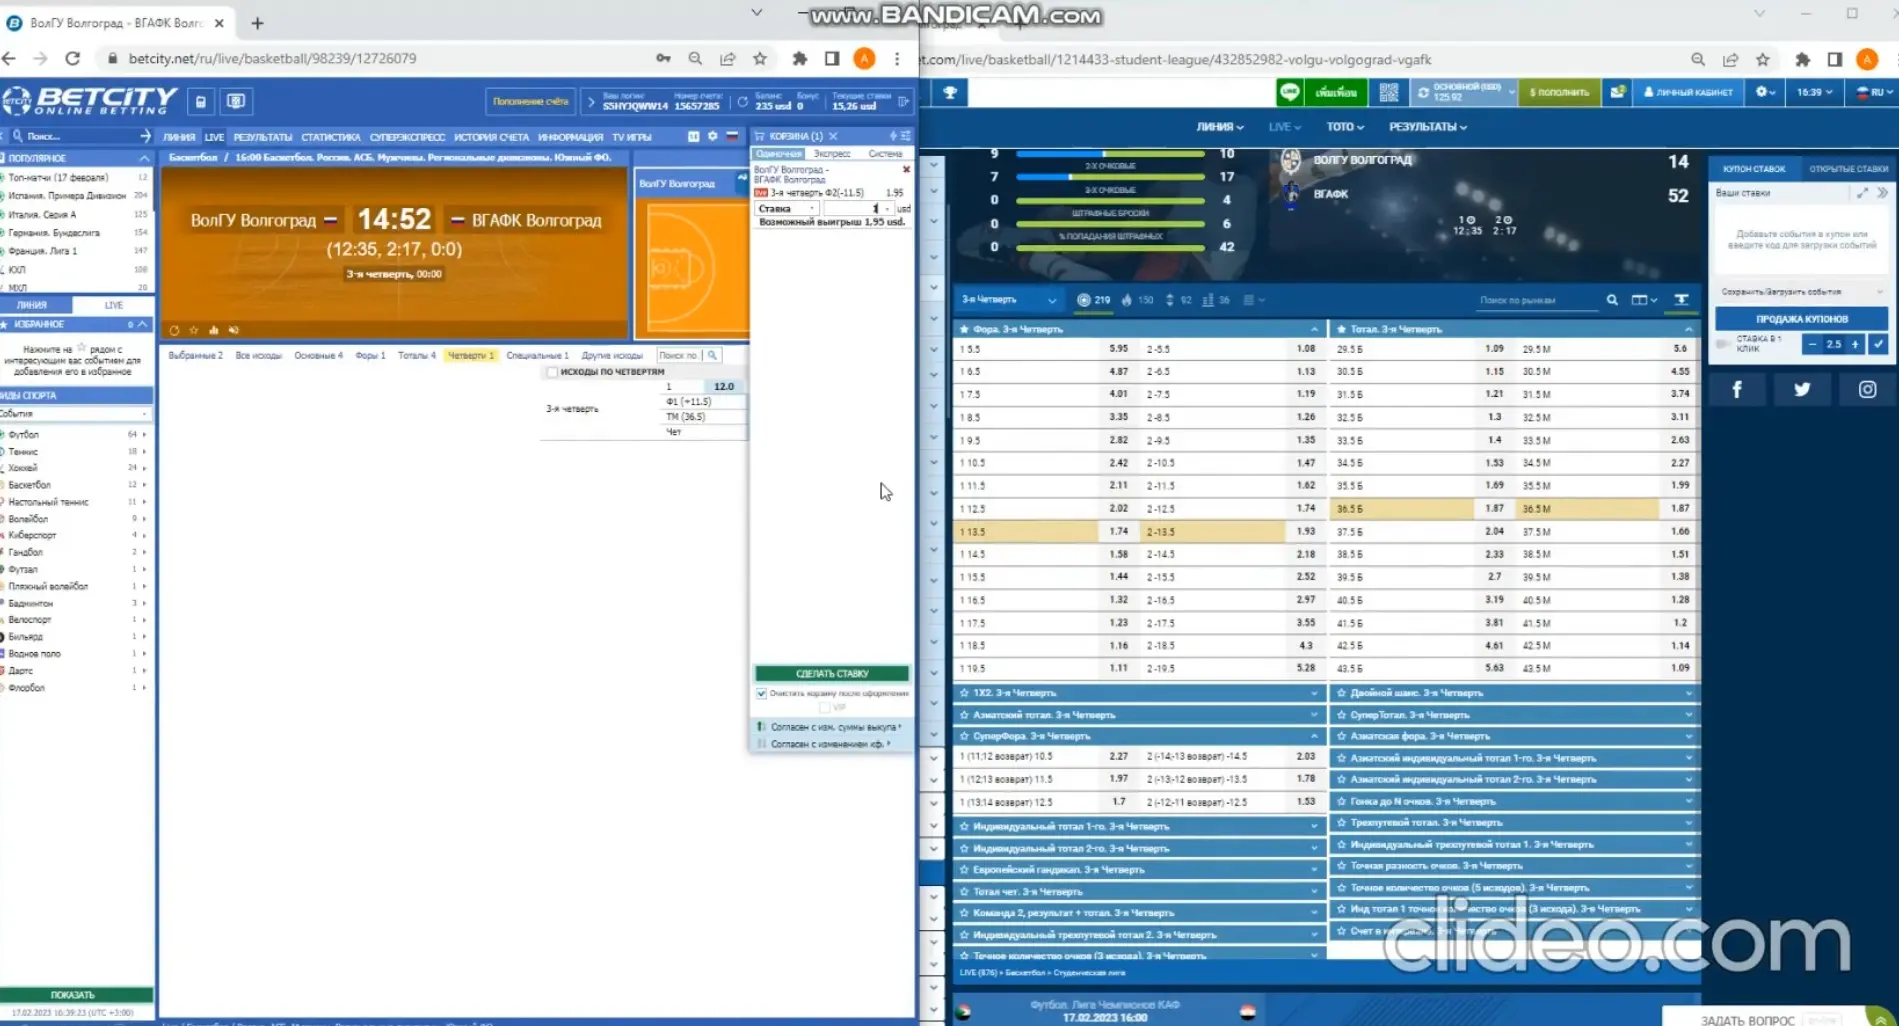 www.BANDICAM.com
ВолГУ Волгоград - ВГАФК Волг
betcity.net/ru/live/basketball/98239/12726079
BETCITY
ONLINE BETTING
Пополнение счёта
Ваш логин:
SSHYJQWW14
Номер счета:
15657285
Баланс:
235 usd
Бонус
0
Текущие ставки
15,26 usd
Поиск...
ЛИНИЯ LIVE РЕЗУЛЬТАТЫ СТАТИСТИКА СУПЕРЭКСПРЕСС ИСТОРИЯ СЧЕТА ИНФОРМАЦИЯ TV ИГРЫ
ПОПУЛЯРНОЕ
Топ-матчи (17 февраля) 12
Испания. Примера Дивизион 204
Италия. Серия А 125
Германия. Бундеслига 154
Франция. Лига 1 147
КХЛ 108
МХЛ 20
ЛИНИЯ LIVE
ИЗБРАННОЕ 0
Нажмите на ☆ рядом с
интересующим вас событием для
добавления его в избранное
ВИДЫ СПОРТА
События
Футбол 64
Теннис 18
Хоккей 24
Баскетбол 12
Настольный теннис 11
Волейбол 9
Киберспорт 4
Гандбол 2
Футзал 1
Пляжный волейбол 1
Бадминтон 3
Велоспорт 1
Бильярд 1
Водное поло 1
Дартс 1
Флорбол 1
ПОКАЗАТЬ
17.02.2023 16:39:23 (UTC +3:00)
Баскетбол / 16:00 Баскетбол. Россия. АСБ. Мужчины. Региональные дивизионы. Южный ФО.
ВолГУ Волгоград 14:52 ВГАФК Волгоград
(12:35, 2:17, 0:0)
3-я четверть, 00:00
ВолГУ Волгоград
Выбранные 2 Все исходы Основные 4 Форы 1 Тоталы 4 Четверти 1 Специальные 1 Другие исходы Поиск по
ИСХОДЫ ПО ЧЕТВЕРТЯМ
3-я четверть
1 12.0
Ф1 (+11.5)
ТМ (36.5)
Чет
КОРЗИНА (1)
Одиночная Экспресс Система
ВолГУ Волгоград -
ВГАФК Волгоград
live 3-я четверть Ф2(-11.5) 1.95
Ставка 1 usd
Возможный выигрыш 1,95 usd.
СДЕЛАТЬ СТАВКУ
Очистить корзину после оформления
VIP
Согласен с изм. суммы выкупа
Согласен с изменением кф.
et.com/live/basketball/1214433-student-league/432852982-volgu-volgograd-vgafk
เพิ่มเพื่อน
ОСНОВНОЙ (USD)
125.92
$ ПОПОЛНИТЬ
ЛИЧНЫЙ КАБИНЕТ
16:39
RU
ЛИНИЯ LIVE ТОТО РЕЗУЛЬТАТЫ
9 10
2-Х ОЧКОВЫЕ
7 17
3-Х ОЧКОВЫЕ
0 4
ШТРАФНЫЕ БРОСКИ
0 6
% ПОПАДАНИЯ ШТРАФНЫХ
0 42
ВОЛГУ ВОЛГОГРАД 14
ВГАФК 52
1 2
12:35 2:17
3-я Четверть 219 150 92 36 Поиск по рынкам
Фора. 3-я Четверть
1 5.5 5.95 2 -5.5 1.08
1 6.5 4.87 2 -6.5 1.13
1 7.5 4.01 2 -7.5 1.19
1 8.5 3.35 2 -8.5 1.26
1 9.5 2.82 2 -9.5 1.35
1 10.5 2.42 2 -10.5 1.47
1 11.5 2.11 2 -11.5 1.62
1 12.5 2.02 2 -12.5 1.74
1 13.5 1.74 2 -13.5 1.93
1 14.5 1.58 2 -14.5 2.18
1 15.5 1.44 2 -15.5 2.52
1 16.5 1.32 2 -16.5 2.97
1 17.5 1.23 2 -17.5 3.55
1 18.5 1.16 2 -18.5 4.3
1 19.5 1.11 2 -19.5 5.28
1X2. 3-я Четверть
Азиатский тотал. 3-я Четверть
СуперФора. 3-я Четверть
1 (11;12 возврат) 10.5 2.27 2 (-14;-13 возврат) -14.5 2.03
1 (12;13 возврат) 11.5 1.97 2 (-13;-12 возврат) -13.5 1.78
1 (13;14 возврат) 12.5 1.7 2 (-12;-11 возврат) -12.5 1.53
Индивидуальный тотал 1-го. 3-я Четверть
Индивидуальный тотал 2-го. 3-я Четверть
Европейский гандикап. 3-я Четверть
Тотал чет. 3-я Четверть
Команда 2, результат + тотал. 3-я Четверть
Индивидуальный трехпутевой тотал 2. 3-я Четверть
Точное количество очков (3 исхода). 3-я Четверть
Тотал. 3-я Четверть
29.5 Б 1.09 29.5 М 5.6
30.5 Б 1.15 30.5 М 4.55
31.5 Б 1.21 31.5 М 3.74
32.5 Б 1.3 32.5 М 3.11
33.5 Б 1.4 33.5 М 2.63
34.5 Б 1.53 34.5 М 2.27
35.5 Б 1.69 35.5 М 1.99
36.5 Б 1.87 36.5 М 1.87
37.5 Б 2.04 37.5 М 1.66
38.5 Б 2.33 38.5 М 1.51
39.5 Б 2.7 39.5 М 1.38
40.5 Б 3.19 40.5 М 1.28
41.5 Б 3.81 41.5 М 1.2
42.5 Б 4.61 42.5 М 1.14
43.5 Б 5.63 43.5 М 1.09
Двойной шанс. 3-я Четверть
СуперТотал. 3-я Четверть
Азиатская фора. 3-я Четверть
Азиатский индивидуальный тотал 1-го. 3-я Четверть
Азиатский индивидуальный тотал 2-го. 3-я Четверть
Гонка до N очков. 3-я Четверть
Трехпутевой тотал. 3-я Четверть
Индивидуальный трехпутевой тотал 1. 3-я Четверть
Точная разность очков. 3-я Четверть
Точное количество очков (5 исходов). 3-я Четверть
Инд тотал 1 точное количество очков (3 исхода). 3-я Четверть
Счет в 3-я Четверть
LIVE (876) > Баскетбол > Студенческая лига
Футбол. Лига Чемпионов КАФ
17.02.2023 16:00
КУПОН СТАВОК ОТКРЫТЫЕ СТАВКИ
Ваши ставки
Добавьте события в купон или
введите код для загрузки событий
Сохранить/Загрузить события
ПРОДАЖА КУПОНОВ
СТАВКА В 1
КЛИК
− 2.5 +
clideo.com
ЗАДАТЬ ВОПРОС